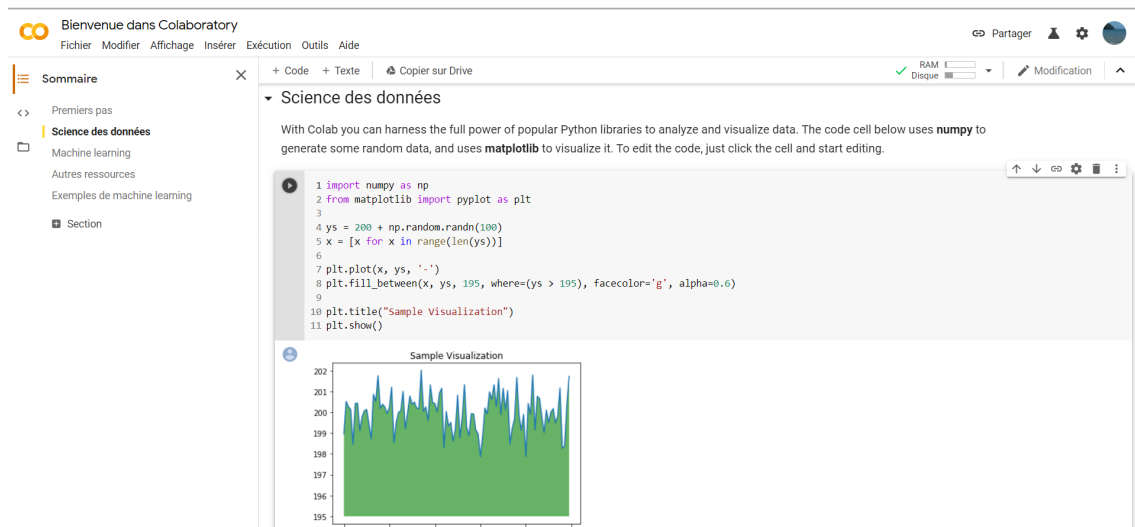 Bienvenue dans Colaboratory
Fichier Modifier Affichage Insérer Exécution Outils Aide
Partager
Sommaire
+ Code + Texte Copier sur Drive
RAM
Disque
Modification
Premiers pas
Science des données
Machine learning
Autres ressources
Exemples de machine learning
Section
Science des données
With Colab you can harness the full power of popular Python libraries to analyze and visualize data. The code cell below uses numpy to
generate some random data, and uses matplotlib to visualize it. To edit the code, just click the cell and start editing.
1 import numpy as np
2 from matplotlib import pyplot as plt
3
4 ys = 200 + np.random.randn(100)
5 x = [x for x in range(len(ys))]
6
7 plt.plot(x, ys, '-')
8 plt.fill_between(x, ys, 195, where=(ys > 195), facecolor='g', alpha=0.6)
9
10 plt.title("Sample Visualization")
11 plt.show()
Sample Visualization
202
201
200
199
198
197
196
195